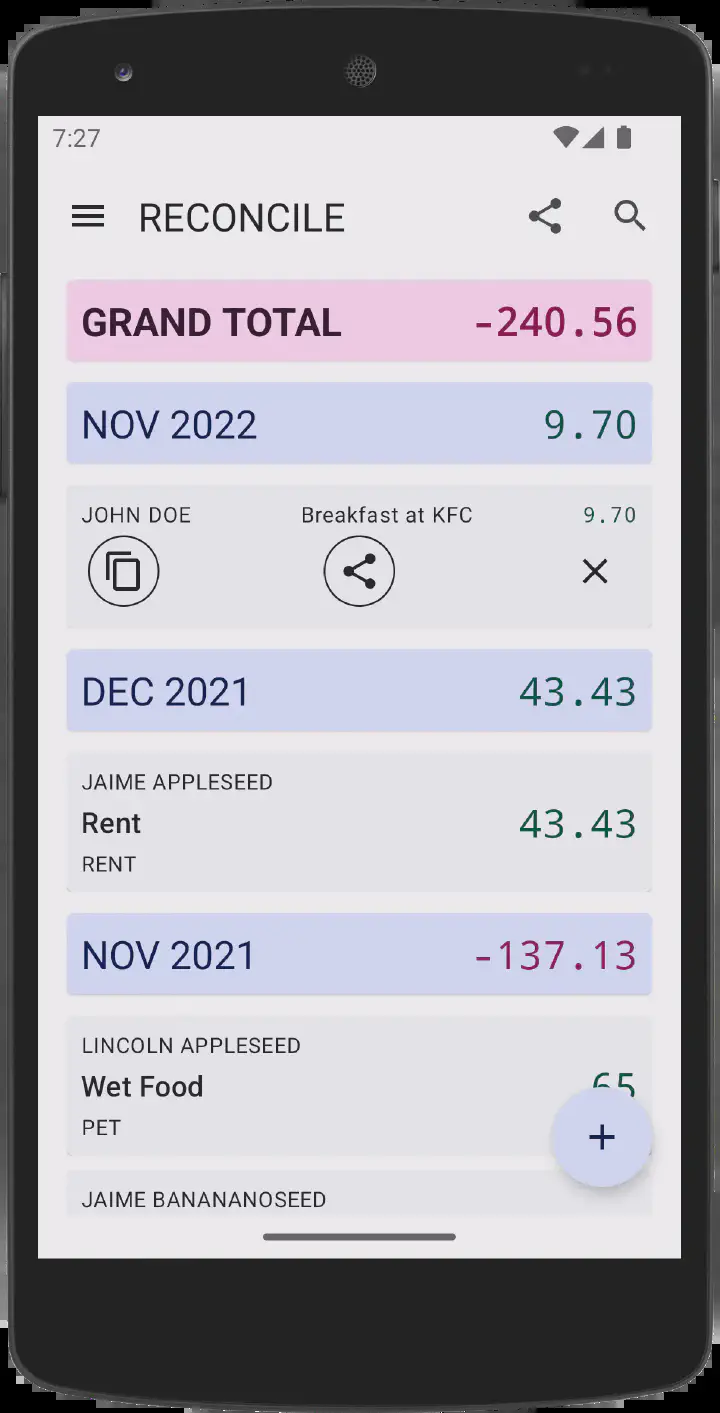 7:27
RECONCILE
GRAND TOTAL -240.56
NOV 2022 9.70
JOHN DOE Breakfast at KFC 9.70
DEC 2021 43.43
JAIME APPLESEED
Rent 43.43
RENT
NOV 2021 -137.13
LINCOLN APPLESEED
Wet Food 65
PET
JAIME BANANANOSEED